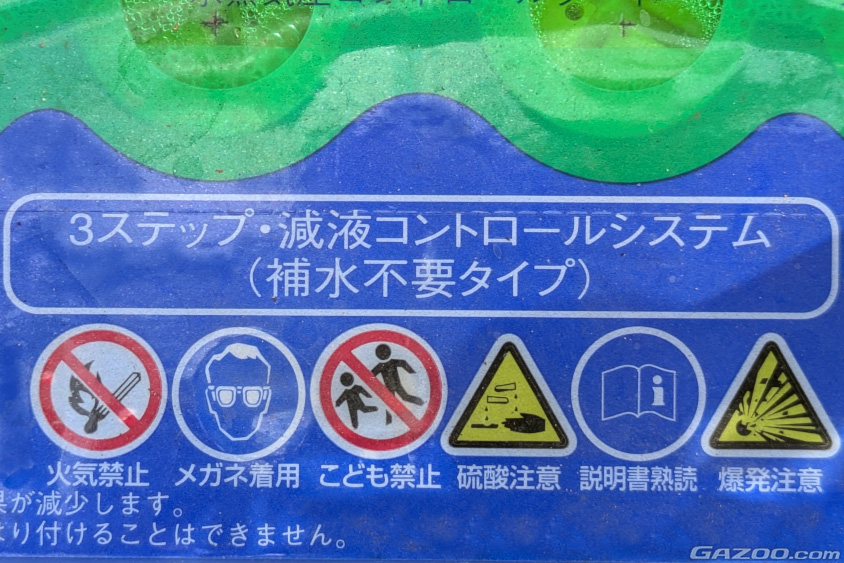 3ステップ・減液コントロールシステム
(補水不要タイプ)
火気禁止 メガネ着用 こども禁止 硫酸注意 説明書熟読 爆発注意
果が減少します。
はり付けることはできません。
GAZOO.com